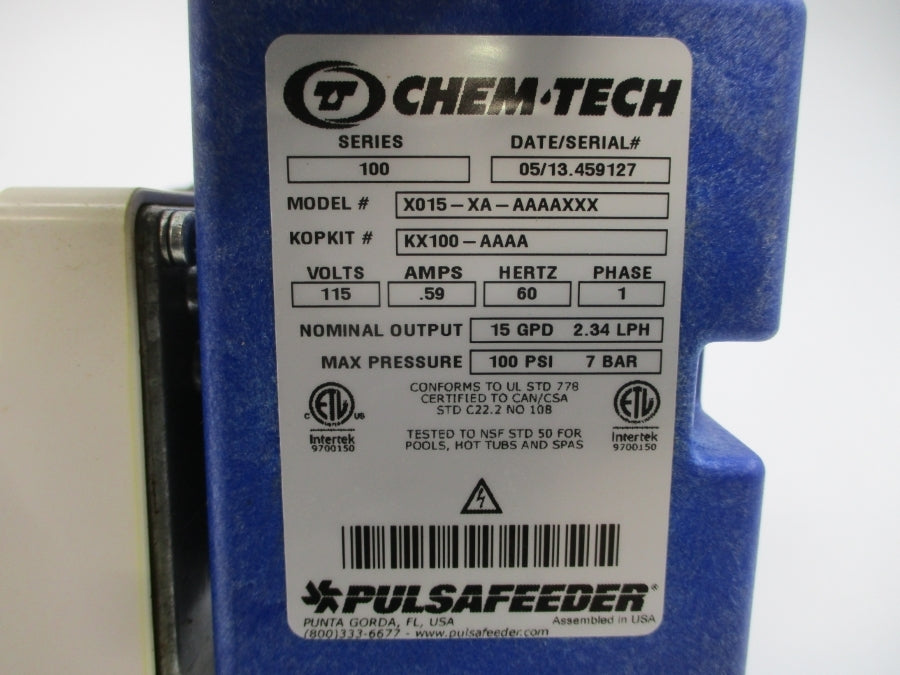 CHEM·TECH
SERIES DATE/SERIAL#
100 05/13.459127
MODEL # X015-XA-AAAAXXX
KOPKIT # KX100-AAAA
VOLTS AMPS HERTZ PHASE
115 .59 60 1
NOMINAL OUTPUT 15 GPD 2.34 LPH
MAX PRESSURE 100 PSI 7 BAR
CONFORMS TO UL STD 778
CERTIFIED TO CAN/CSA
STD C22.2 NO 108
C ETL US
Intertek
9700150
TESTED TO NSF STD 50 FOR
POOLS, HOT TUBS AND SPAS
ETL
Intertek
9700150
PULSAFEEDER®
PUNTA GORDA, FL, USA Assembled in USA
(800)333-6677 - www.pulsafeeder.com